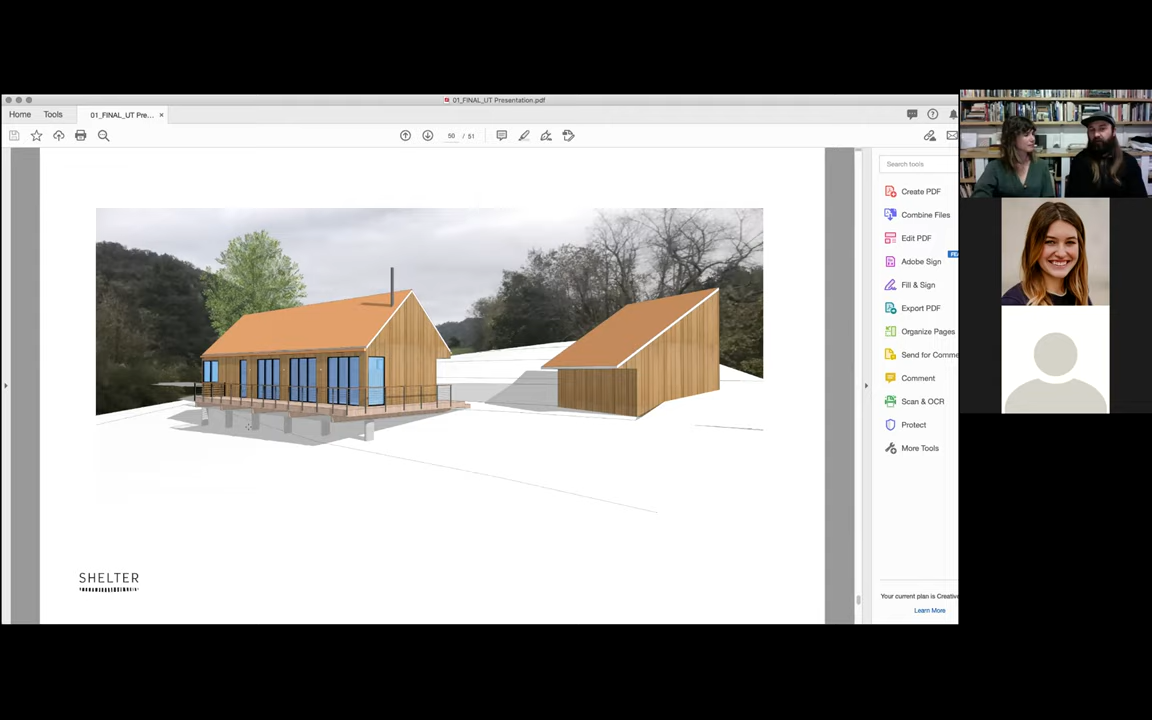 01_FINAL_UT Presentation.pdf
Home
Tools
01_FINAL_UT Pre...
50 / 51
Search tools
Create PDF
Combine Files
Edit PDF
Adobe Sign
Fill & Sign
Export PDF
Organize Pages
Send for Comme
Comment
Scan & OCR
Protect
More Tools
SHELTER
Your current plan is Creative
Learn More